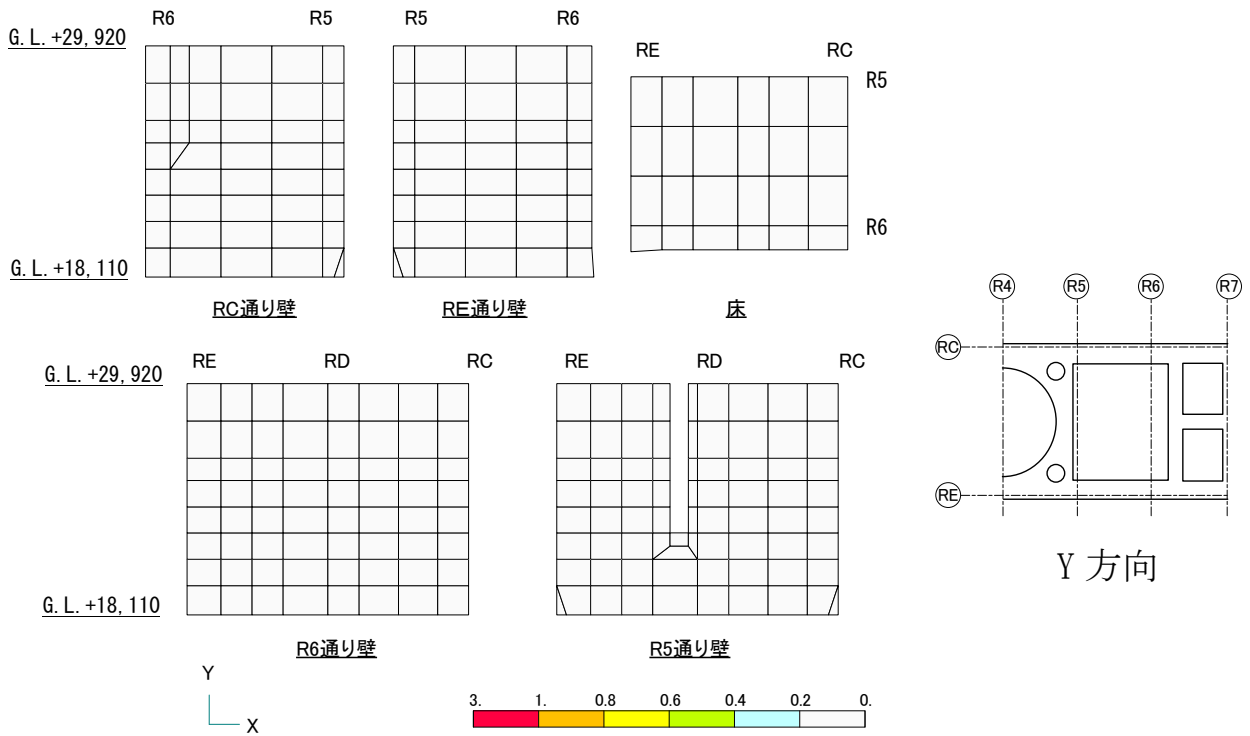 R6 R5
G.L.+29,920
G.L.+18,110
RC通り壁
R5 R6
RE通り壁
RE RC
R5
R6
床
RE RD RC
G.L.+29,920
G.L.+18,110
R6通り壁
RE RD RC
R5通り壁
R4 R5 R6 R7
RC
RE
Y 方向
Y
X
3. 1. 0.8 0.6 0.4 0.2 0.